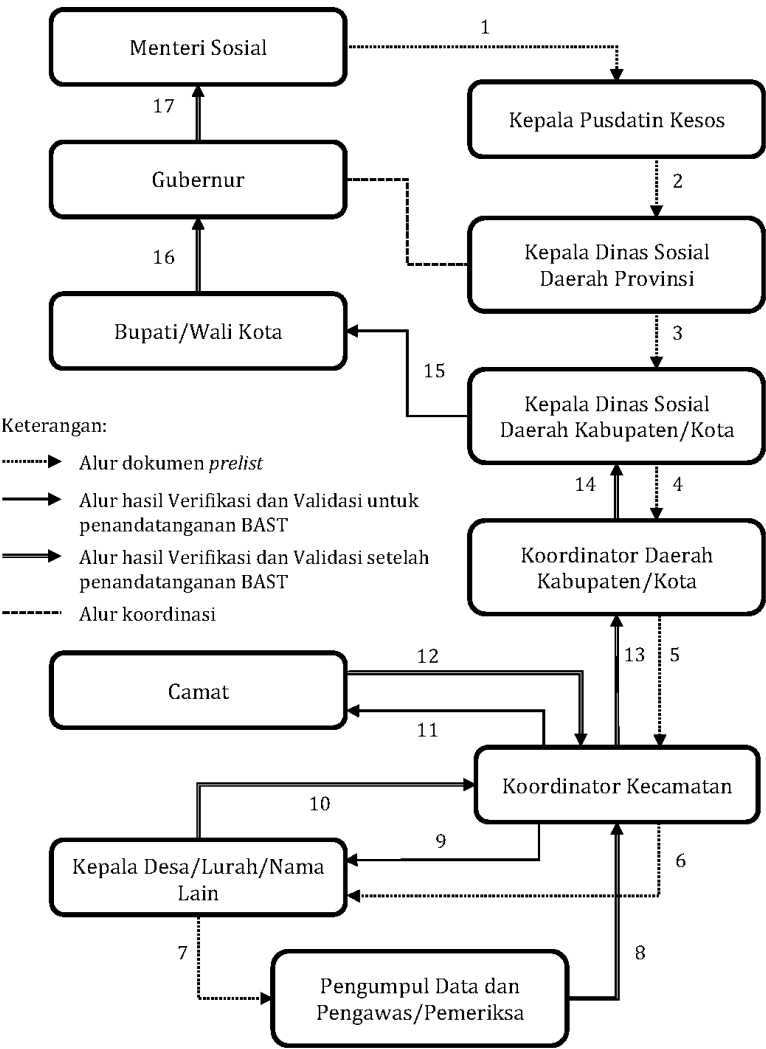 1
Menteri Sosial
17
Kepala Pusdatin Kesos
Gubernur
2
16
Kepala Dinas Sosial
Daerah Provinsi
Bupati/Wali Kota
3
15
Kepala Dinas Sosial
Daerah Kabupaten/Kota
Keterangan:
Alur dokumen prelist
Alur hasil Verifikasi dan Validasi untuk
penandatanganan BAST
Alur hasil Verifikasi dan Validasi setelah
penandatanganan BAST
Alur koordinasi
14
4
Koordinator Daerah
Kabupaten/Kota
13
5
12
Camat
11
Koordinator Kecamatan
10
9
6
Kepala Desa/Lurah/Nama
Lain
7
8
Pengumpul Data dan
Pengawas/Pemeriksa